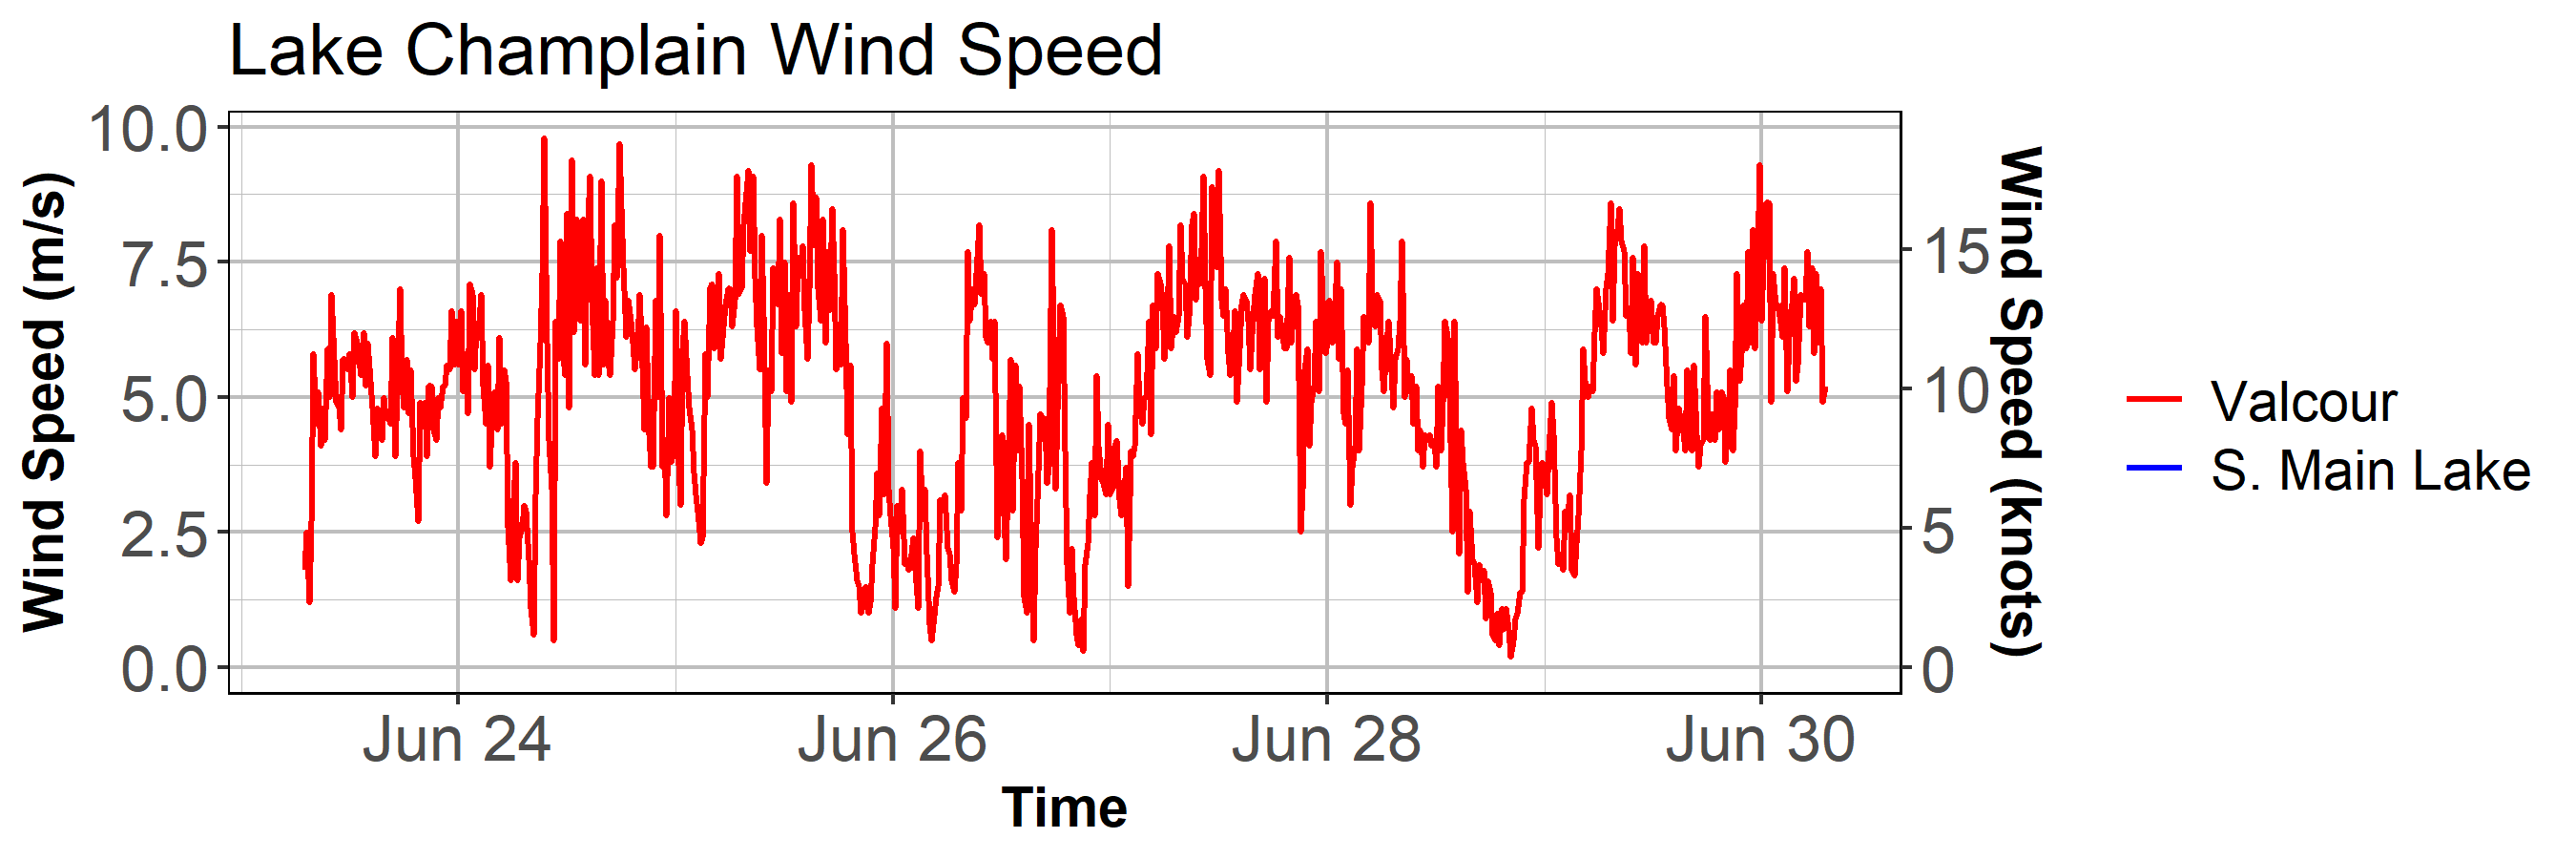 Lake Champlain Wind Speed
Wind Speed (m/s)
10.0
7.5
5.0
2.5
0.0
15
10
5
0
Wind Speed (knots)
Jun 24
Jun 26
Jun 28
Jun 30
Time
Valcour
S. Main Lake